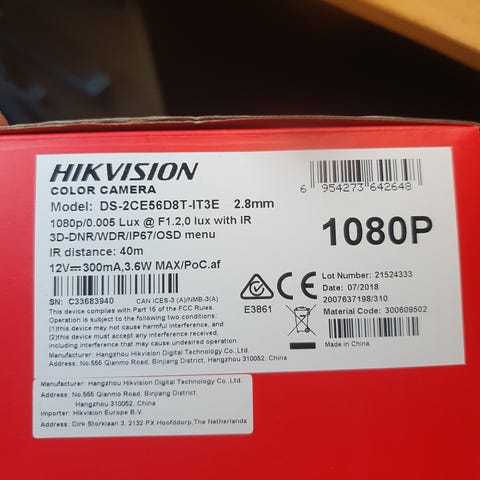 HIKVISION
COLOR CAMERA
Model: DS-2CE56D8T-IT3E 2.8mm
1080p/0.005 Lux @ F1.2,0 lux with IR
3D-DNR/WDR/IP67/OSD menu
IR distance: 40m
12V⎓300mA,3.6W MAX/PoC.af
SN: C33683940 CAN ICES-3 (A)/NMB-3(A)
This device complies with Part 15 of the FCC Rules.
Operation is subject to the following two conditions:
(1)this device may not cause harmful interference, and
(2)this device must accept any interference received,
including interference that may cause undesired operation.
Hangzhou Hikvision Digital Technology Co.,Ltd.
No.555 Qianmo Road, Binjiang District, Hangzhou 310052, China
6 954273 642648
1080P
E3861
CE
Lot Number: 21524333
Date: 07/2018
2007637198/310
Material Code: 300609502
Made in China
Manufacturer: Hangzhou Hikvision Digital Technology Co.,Ltd.
Address: No.555 Qianmo Road, Binjiang District,
Hangzhou 310052, China
Importer: Hikvision Europe B.V
Address: Dirk Storklaan 3, 2132 PX Hoofddorp,The Netherlands